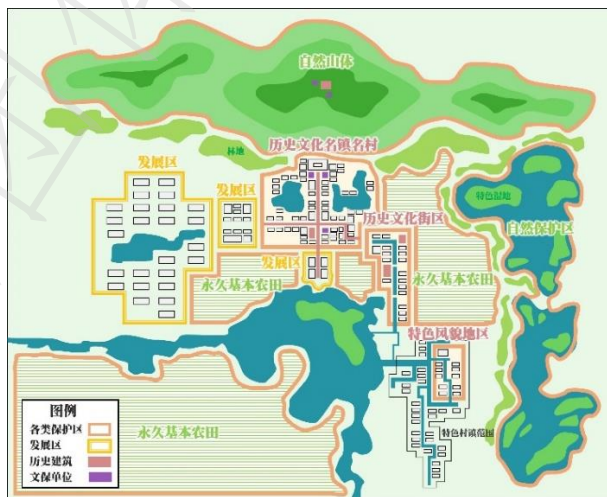 自然山体
历史文化名镇名村
林地
发展区
发展区
特色湿地
历史文化街区
自然保护区
发展区
永久基本农田
永久基本农田
特色风貌地区
图例
各类保护区
发展区
历史建筑
文保单位
永久基本农田
特色村镇范围